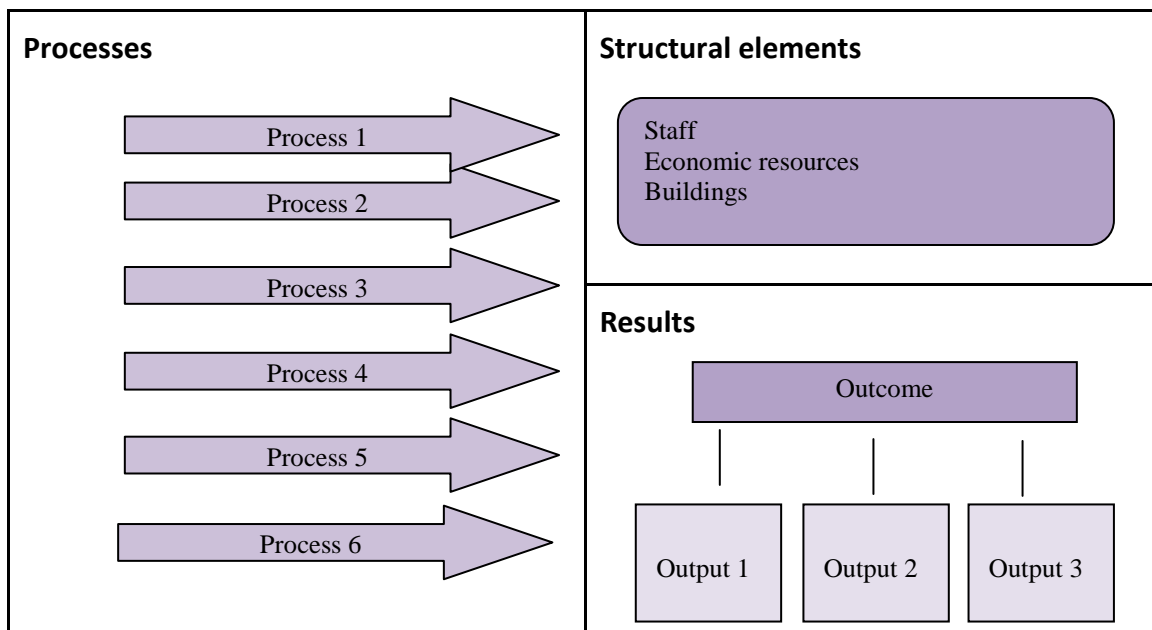 Processes
Process 1
Process 2
Process 3
Process 4
Process 5
Process 6
Structural elements
Staff
Economic resources
Buildings
Results
Outcome
Output 1
Output 2
Output 3